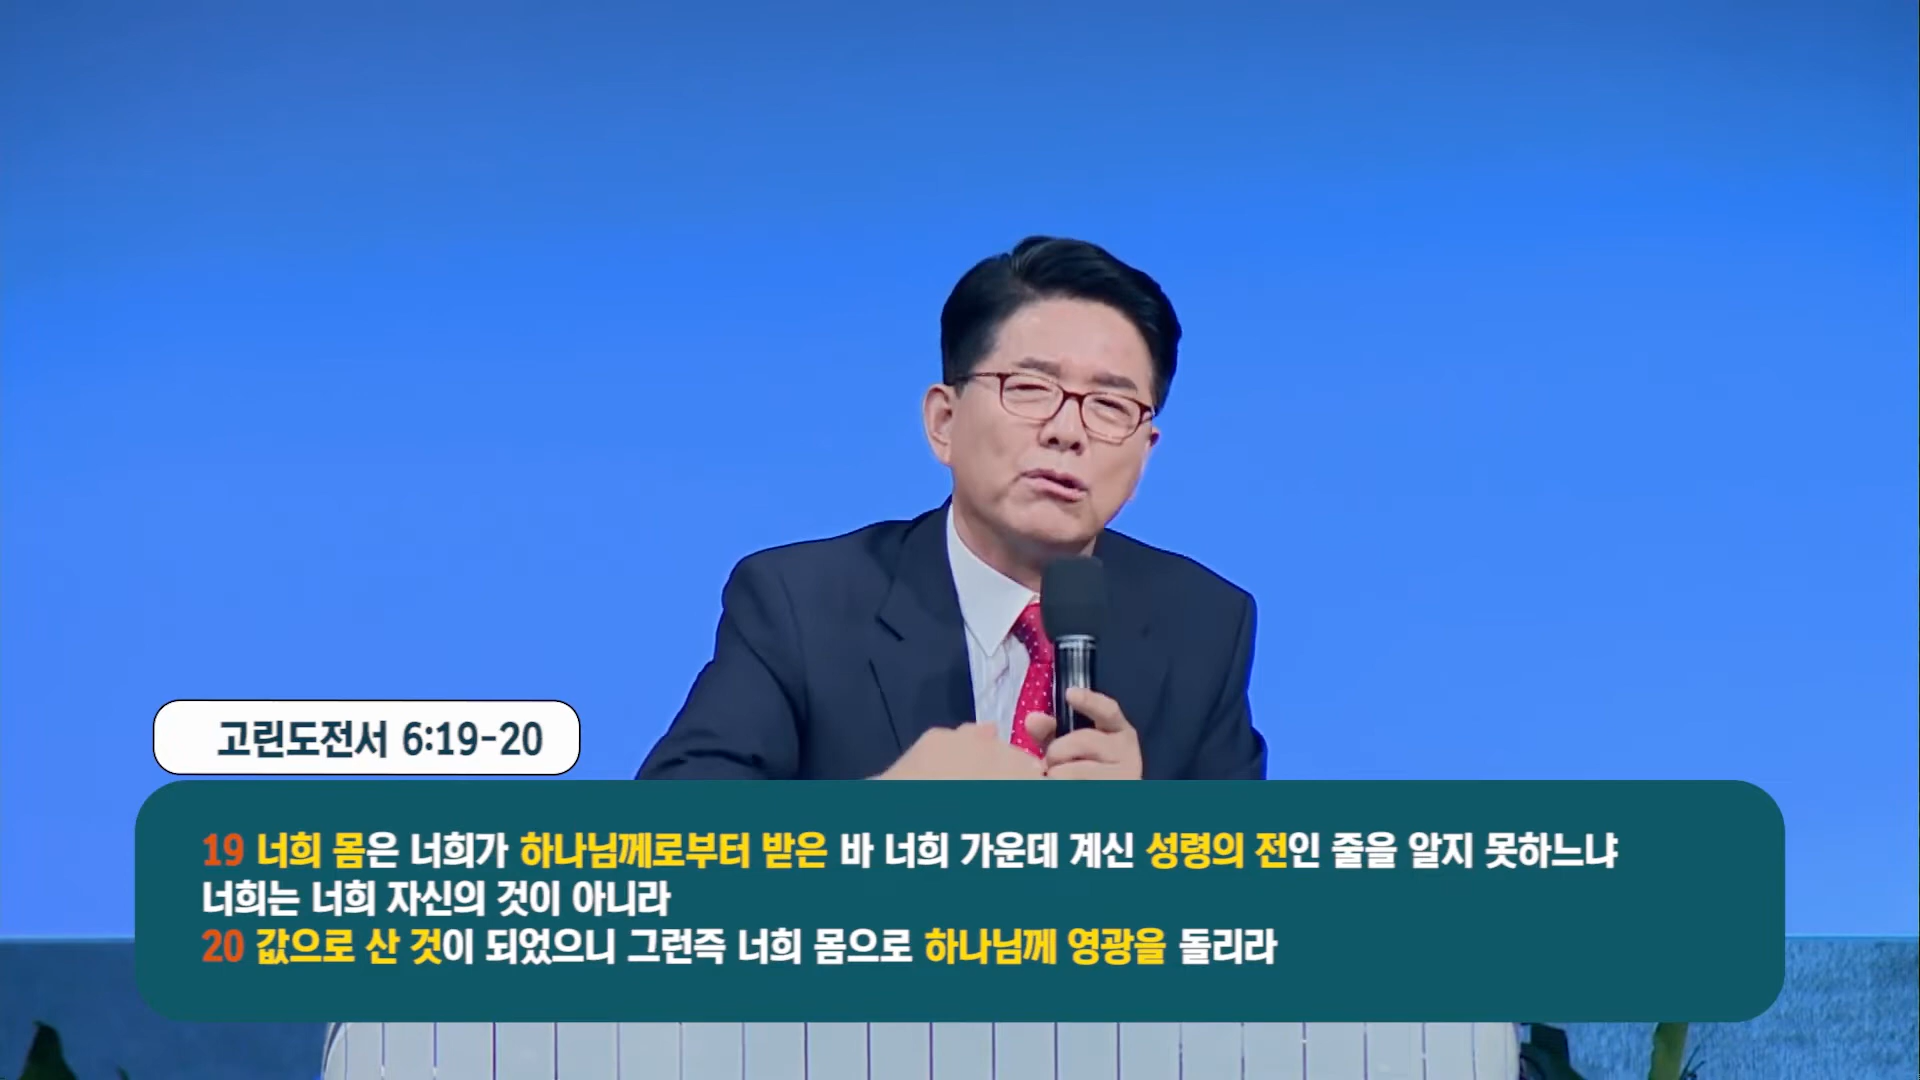 고린도전서 6:19-20
19 너희 몸은 너희가 하나님께로부터 받은 바 너희 가운데 계신 성령의 전인 줄을 알지 못하느냐
너희는 너희 자신의 것이 아니라
20 값으로 산 것이 되었으니 그런즉 너희 몸으로 하나님께 영광을 돌리라